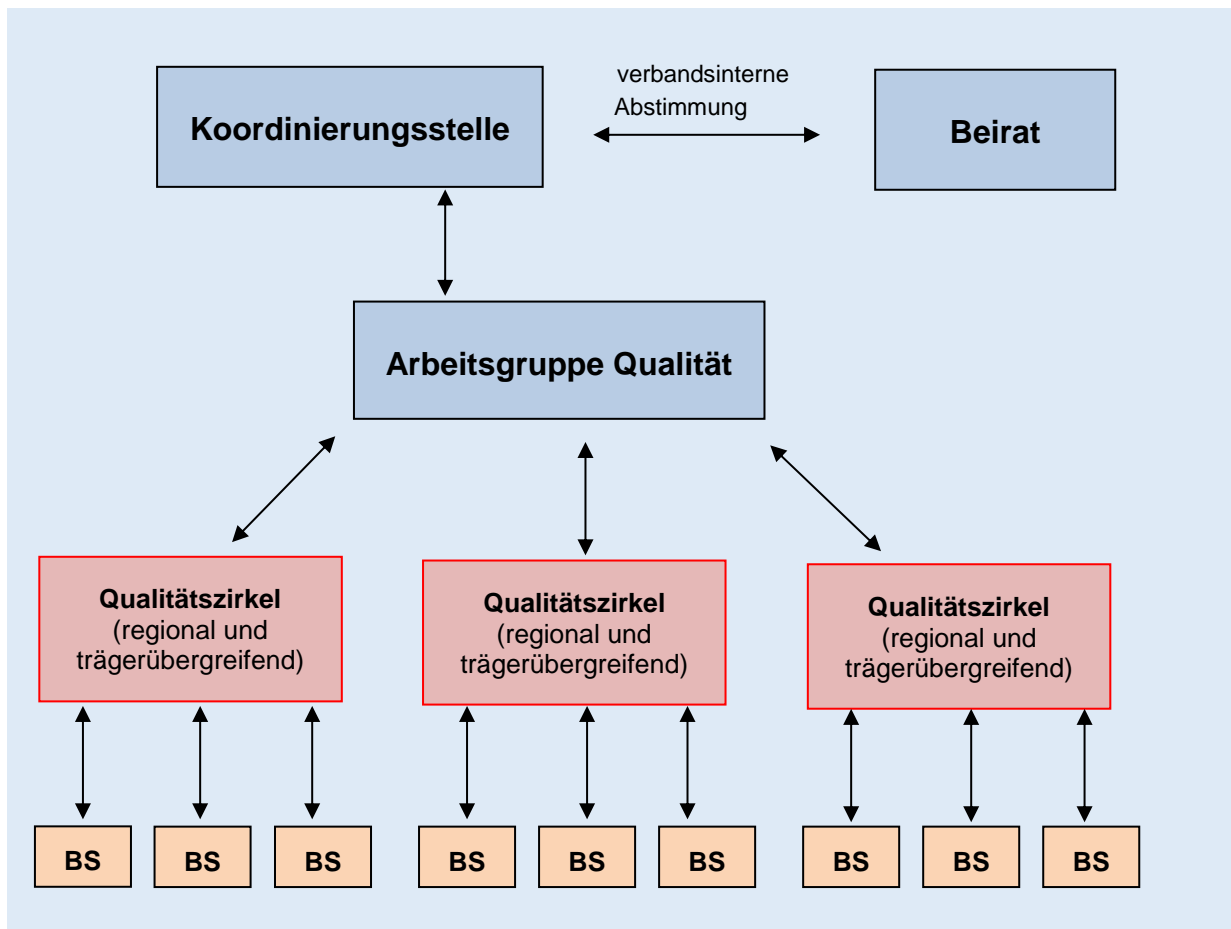 verbandsinterne
Abstimmung
Koordinierungsstelle
Beirat
Arbeitsgruppe Qualität
Qualitätszirkel
(regional und
trägerübergreifend)
Qualitätszirkel
(regional und
trägerübergreifend)
Qualitätszirkel
(regional und
trägerübergreifend)
BS
BS
BS
BS
BS
BS
BS
BS
BS